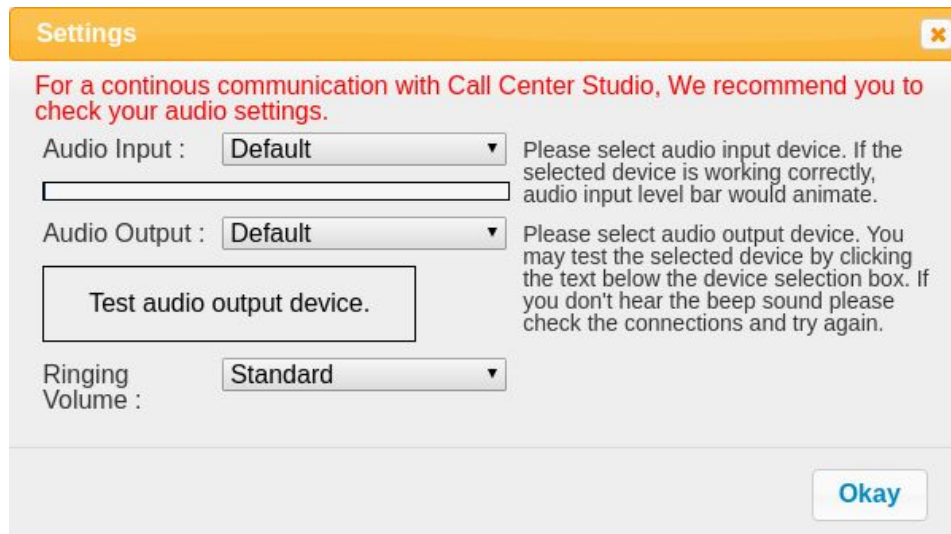 Settings
For a continous communication with Call Center Studio, We recommend you to
check your audio settings.
Audio Input :
Default
Please select audio input device. If the
selected device is working correctly,
audio input level bar would animate.
Audio Output :
Default
Please select audio output device. You
may test the selected device by clicking
the text below the device selection box. If
you don't hear the beep sound please
check the connections and try again.
Test audio output device.
Ringing
Volume :
Standard
Okay